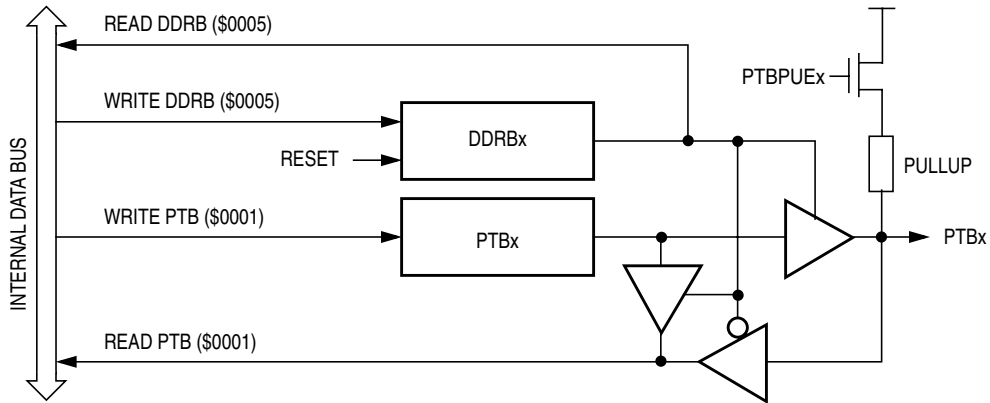 READ DDRB ($0005)
PTBPUEx
WRITE DDRB ($0005)
DDRBx
RESET
PULLUP
INTERNAL DATA BUS
WRITE PTB ($0001)
PTBx
PTBx
READ PTB ($0001)